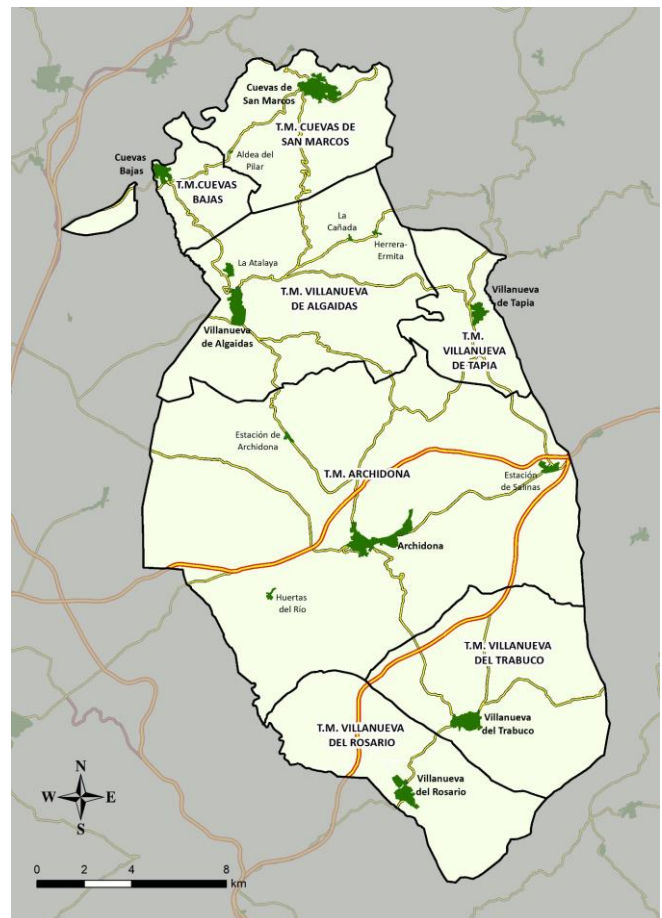 Cuevas de
San Marcos
T.M. CUEVAS DE
SAN MARCOS
Aldea del
Pilar
Cuevas
Bajas
T.M.CUEVAS
BAJAS
La
Cañada
Herrera-
Ermita
La Atalaya
T.M. VILLANUEVA
DE ALGAIDAS
Villanueva
de Tapia
Villanueva
de Algaidas
T.M.
VILLANUEVA
DE TAPIA
Estación de
Archidona
T.M. ARCHIDONA
Estación
de Salinas
Archidona
Huertas
del Río
T.M. VILLANUEVA
DEL TRABUCO
T.M. VILLANUEVA
DEL ROSARIO
Villanueva
del Trabuco
Villanueva
del Rosario
N
W E
S
0 2 4 8
km